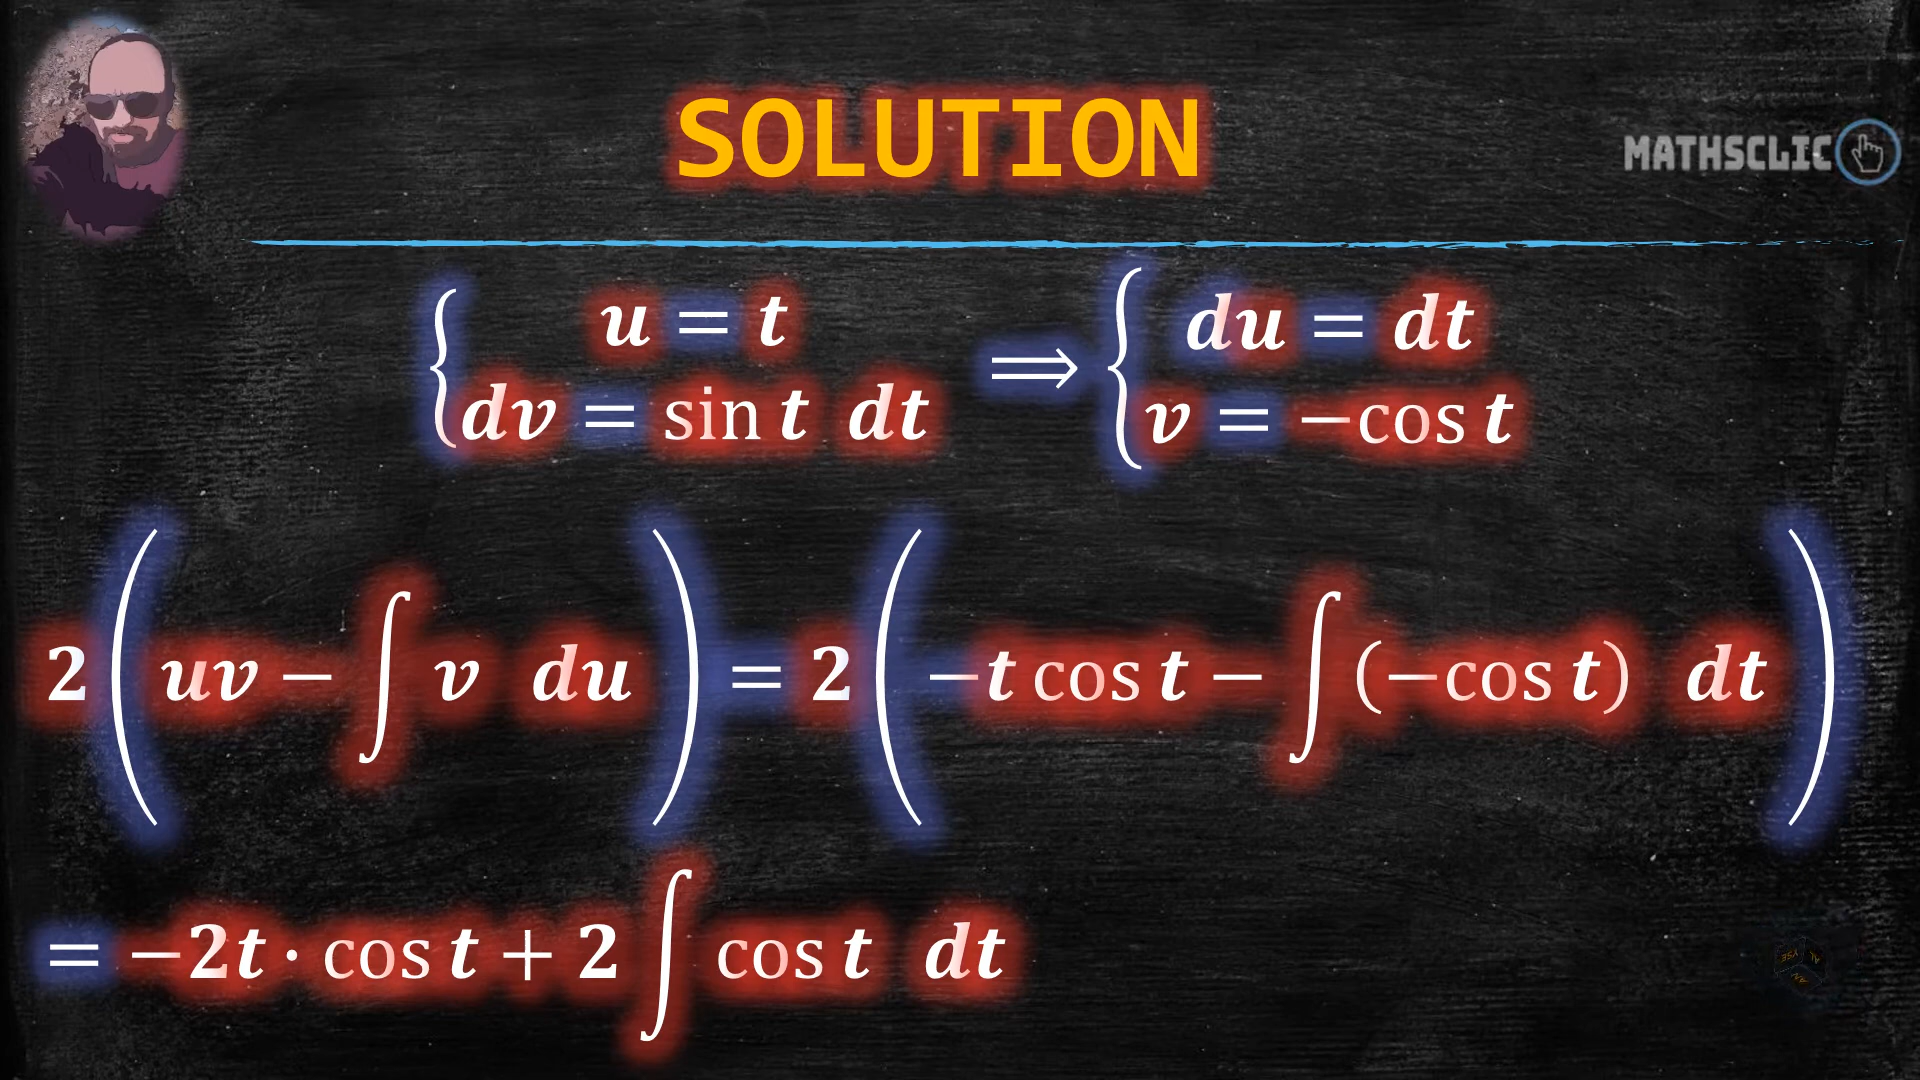 SOLUTION
MATHSCLIC
{ u = t
dv = sin t dt ⟹ { du = dt
v = −cos t
2(uv − ∫ v du) = 2(−t cos t − ∫(−cos t) dt)
= −2t · cos t + 2 ∫ cos t dt